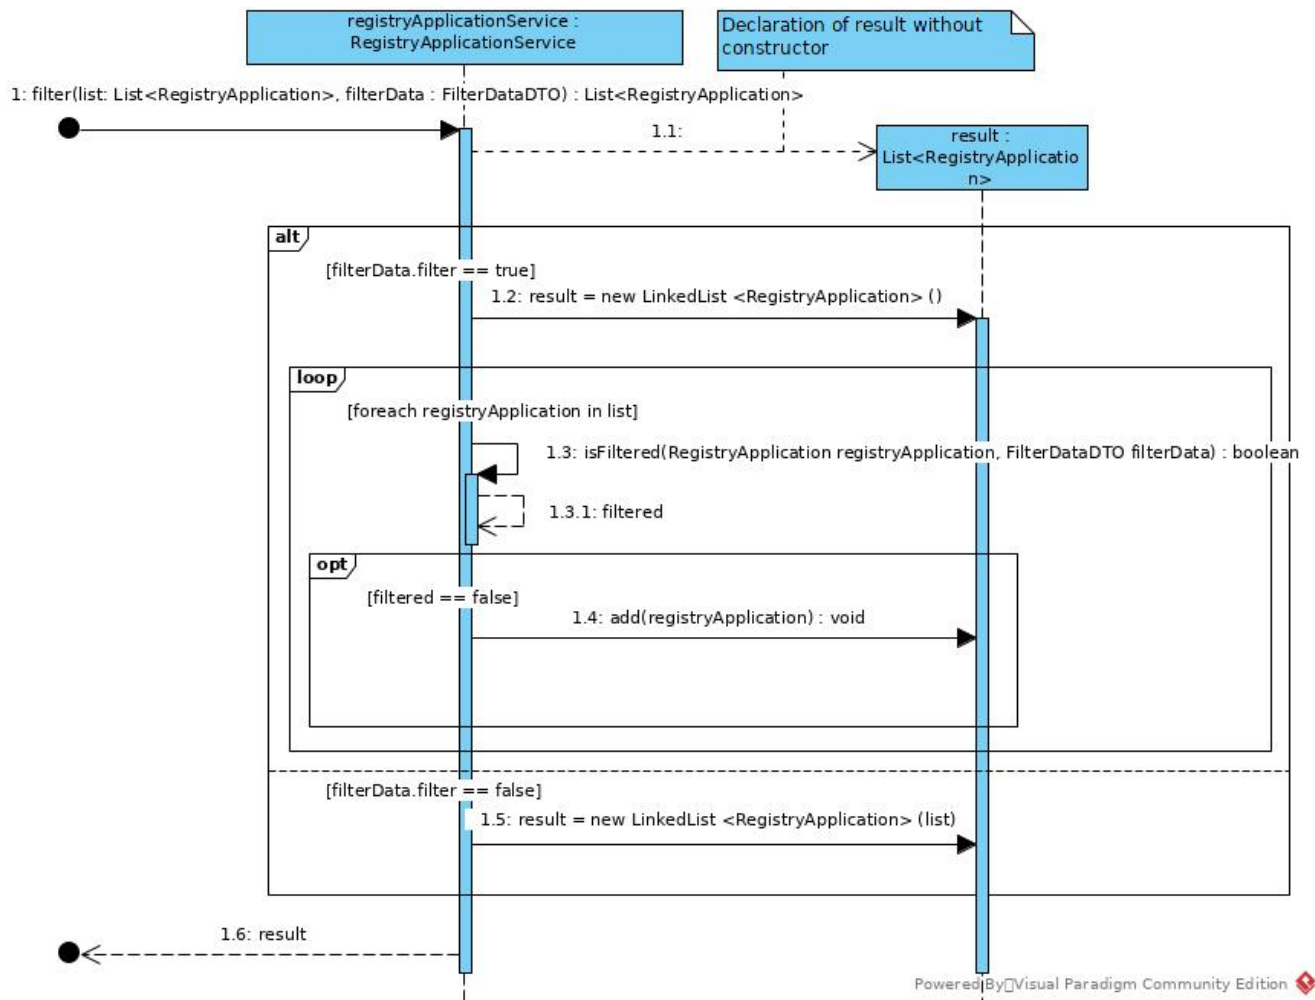 registryApplicationService :
RegistryApplicationService
Declaration of result without
constructor
1: filter(list: List<RegistryApplication>, filterData : FilterDataDTO) : List<RegistryApplication>
1.1:
result :
List<RegistryApplicatio
n>
alt
[filterData.filter == true]
1.2: result = new LinkedList <RegistryApplication> ()
loop
[foreach registryApplication in list]
1.3: isFiltered(RegistryApplication registryApplication, FilterDataDTO filterData) : boolean
1.3.1: filtered
opt
[filtered == false]
1.4: add(registryApplication) : void
[filterData.filter == false]
1.5: result = new LinkedList <RegistryApplication> (list)
1.6: result
Powered By▯Visual Paradigm Community Edition